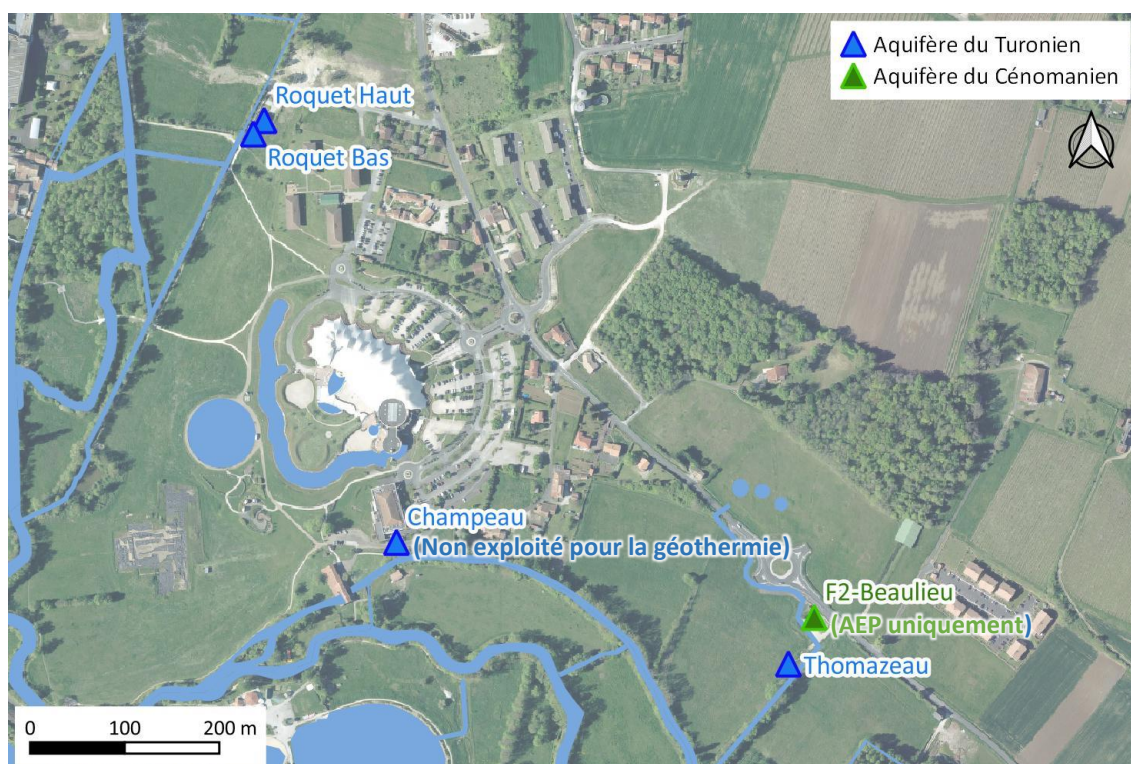 Aquifère du Turonien
Aquifère du Cénomanien
Roquet Haut
Roquet Bas
Champeau
(Non exploité pour la géothermie)
F2-Beaulieu
(AEP uniquement)
Thomazeau
0 100 200 m